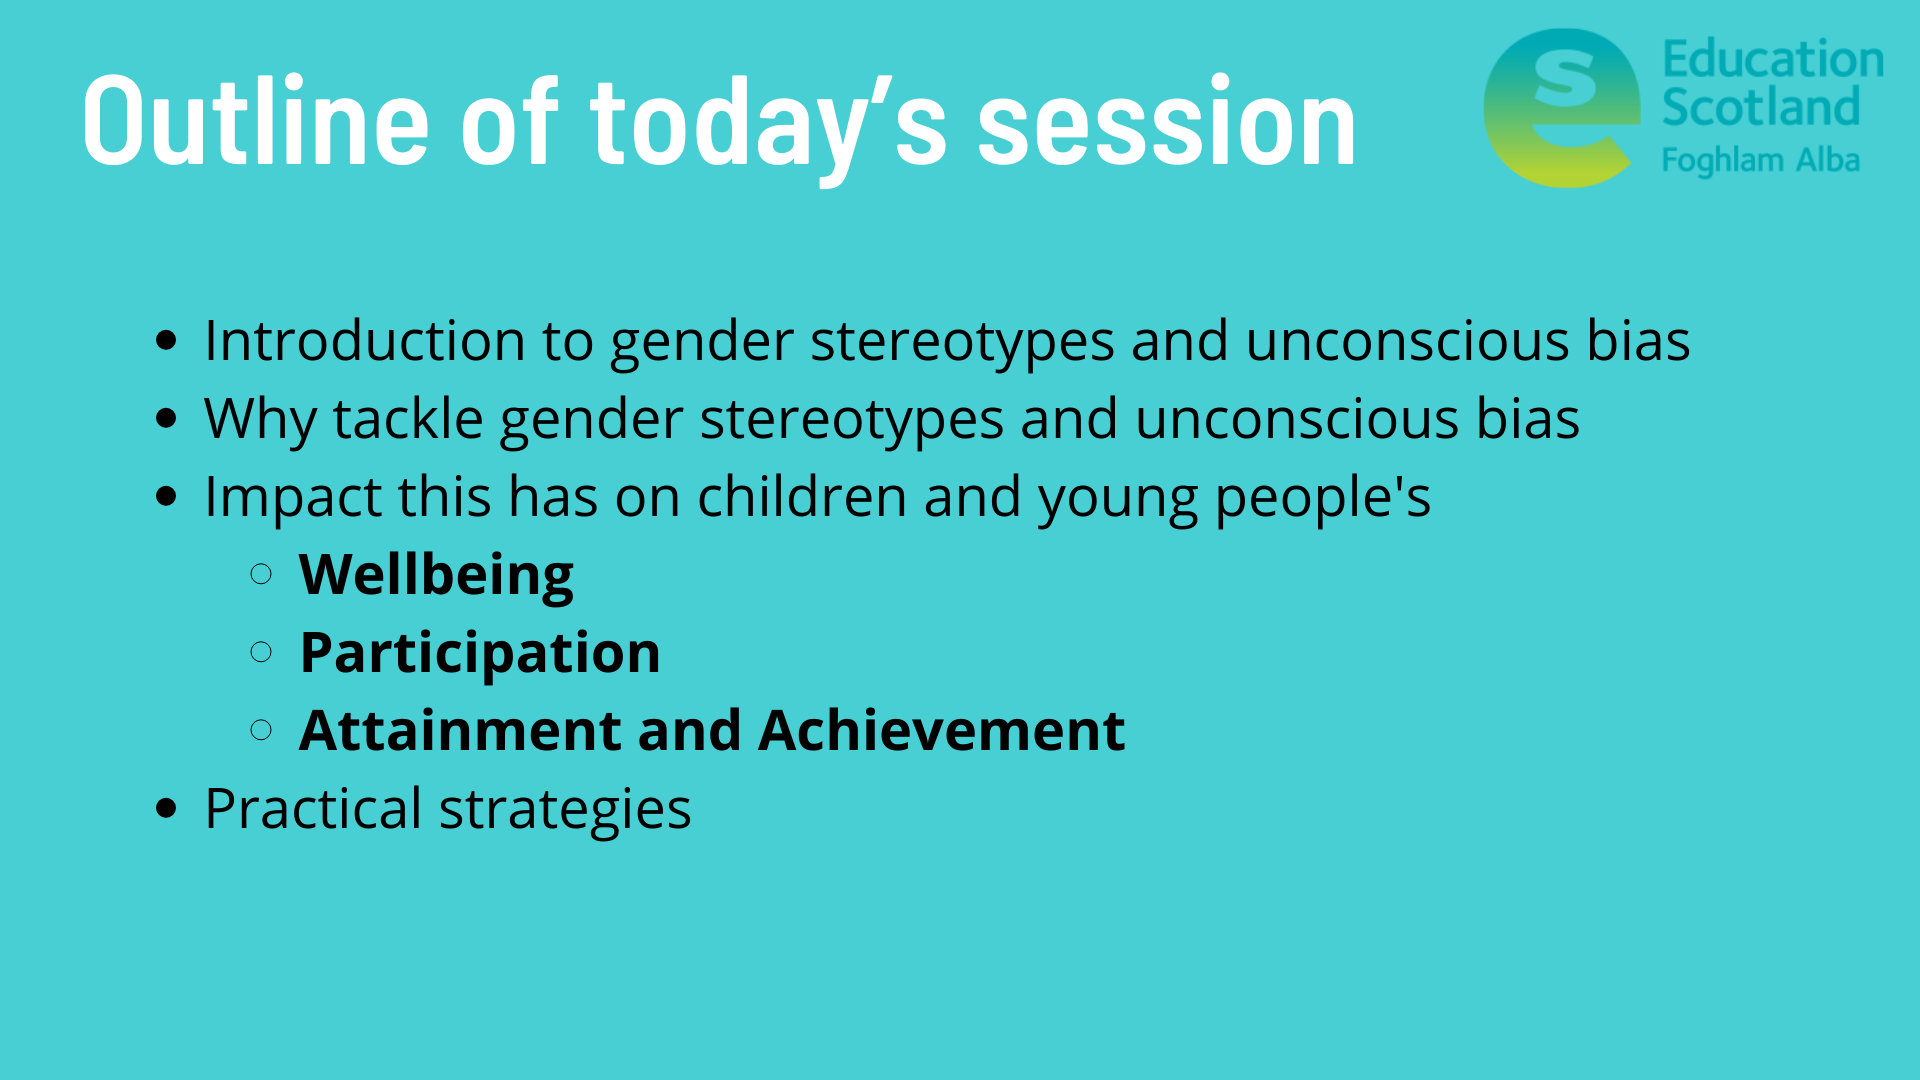 Outline of today’s session
Education
Scotland
Foghlam Alba
• Introduction to gender stereotypes and unconscious bias
• Why tackle gender stereotypes and unconscious bias
• Impact this has on children and young people's
○ Wellbeing
○ Participation
○ Attainment and Achievement
• Practical strategies